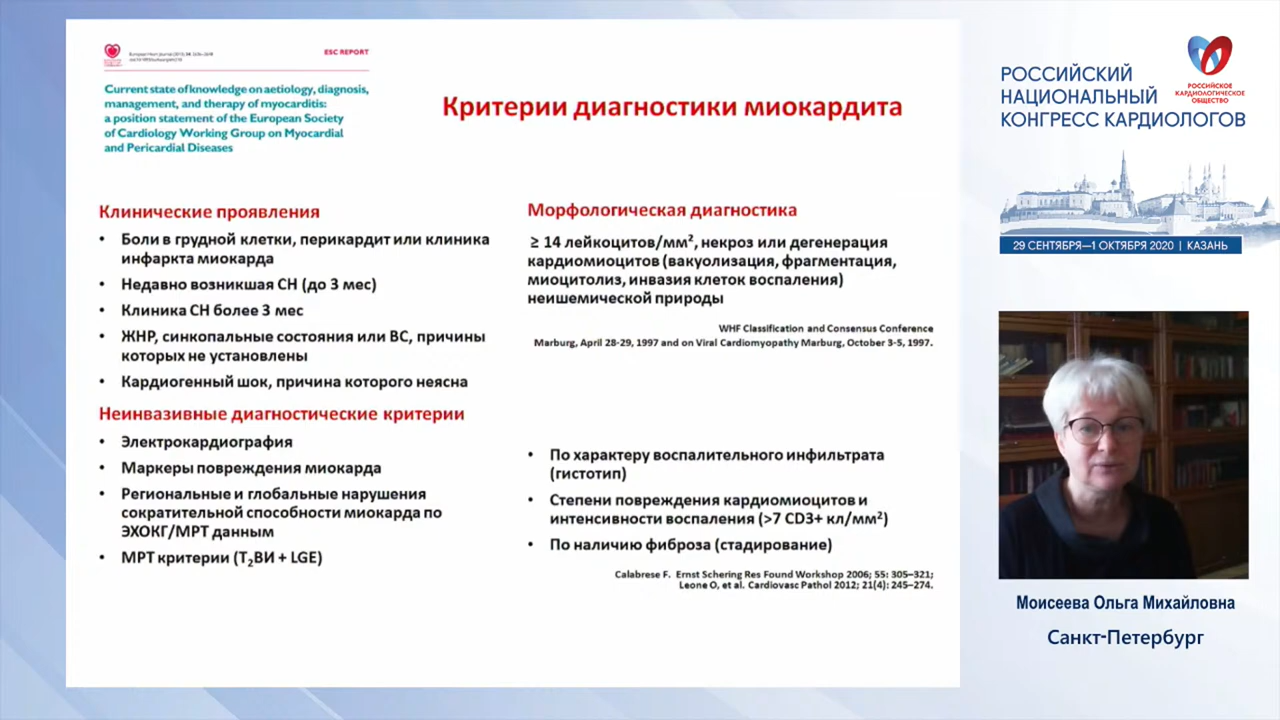 ESC REPORT
Current state of knowledge on aetiology, diagnosis,
management, and therapy of myocarditis:
a position statement of the European Society
of Cardiology Working Group on Myocardial
and Pericardial Diseases
Критерии диагностики миокардита
Клинические проявления
• Боли в грудной клетки, перикардит или клиника
инфаркта миокарда
• Недавно возникшая СН (до 3 мес)
• Клиника СН более 3 мес
• ЖНР, синкопальные состояния или ВС, причины
которых не установлены
• Кардиогенный шок, причина которого неясна
Неинвазивные диагностические критерии
• Электрокардиография
• Маркеры повреждения миокарда
• Региональные и глобальные нарушения
сократительной способности миокарда по
ЭХОКГ/МРТ данным
• МРТ критерии (T₂ВИ + LGE)
Морфологическая диагностика
≥ 14 лейкоцитов/мм², некроз или дегенерация
кардиомиоцитов (вакуолизация, фрагментация,
миоцитолиз, инвазия клеток воспаления)
неишемической природы
WHF Classification and Consensus Conference
Marburg, April 28-29, 1997 and on Viral Cardiomyopathy Marburg, October 3-5, 1997.
• По характеру воспалительного инфильтрата
(гистотип)
• Степени повреждения кардиомиоцитов и
интенсивности воспаления (>7 CD3+ кл/мм²)
• По наличию фиброза (стадирование)
Calabrese F. Ernst Schering Res Found Workshop 2006; 55: 305–321;
Leone O, et al. Cardiovasc Pathol 2012; 21(4): 245–274.
РОССИЙСКИЙ
НАЦИОНАЛЬНЫЙ
КОНГРЕСС КАРДИОЛОГОВ
РОССИЙСКОЕ
КАРДИОЛОГИЧЕСКОЕ
ОБЩЕСТВО
29 СЕНТЯБРЯ—1 ОКТЯБРЯ 2020 | КАЗАНЬ
Моисеева Ольга Михайловна
Санкт-Петербург